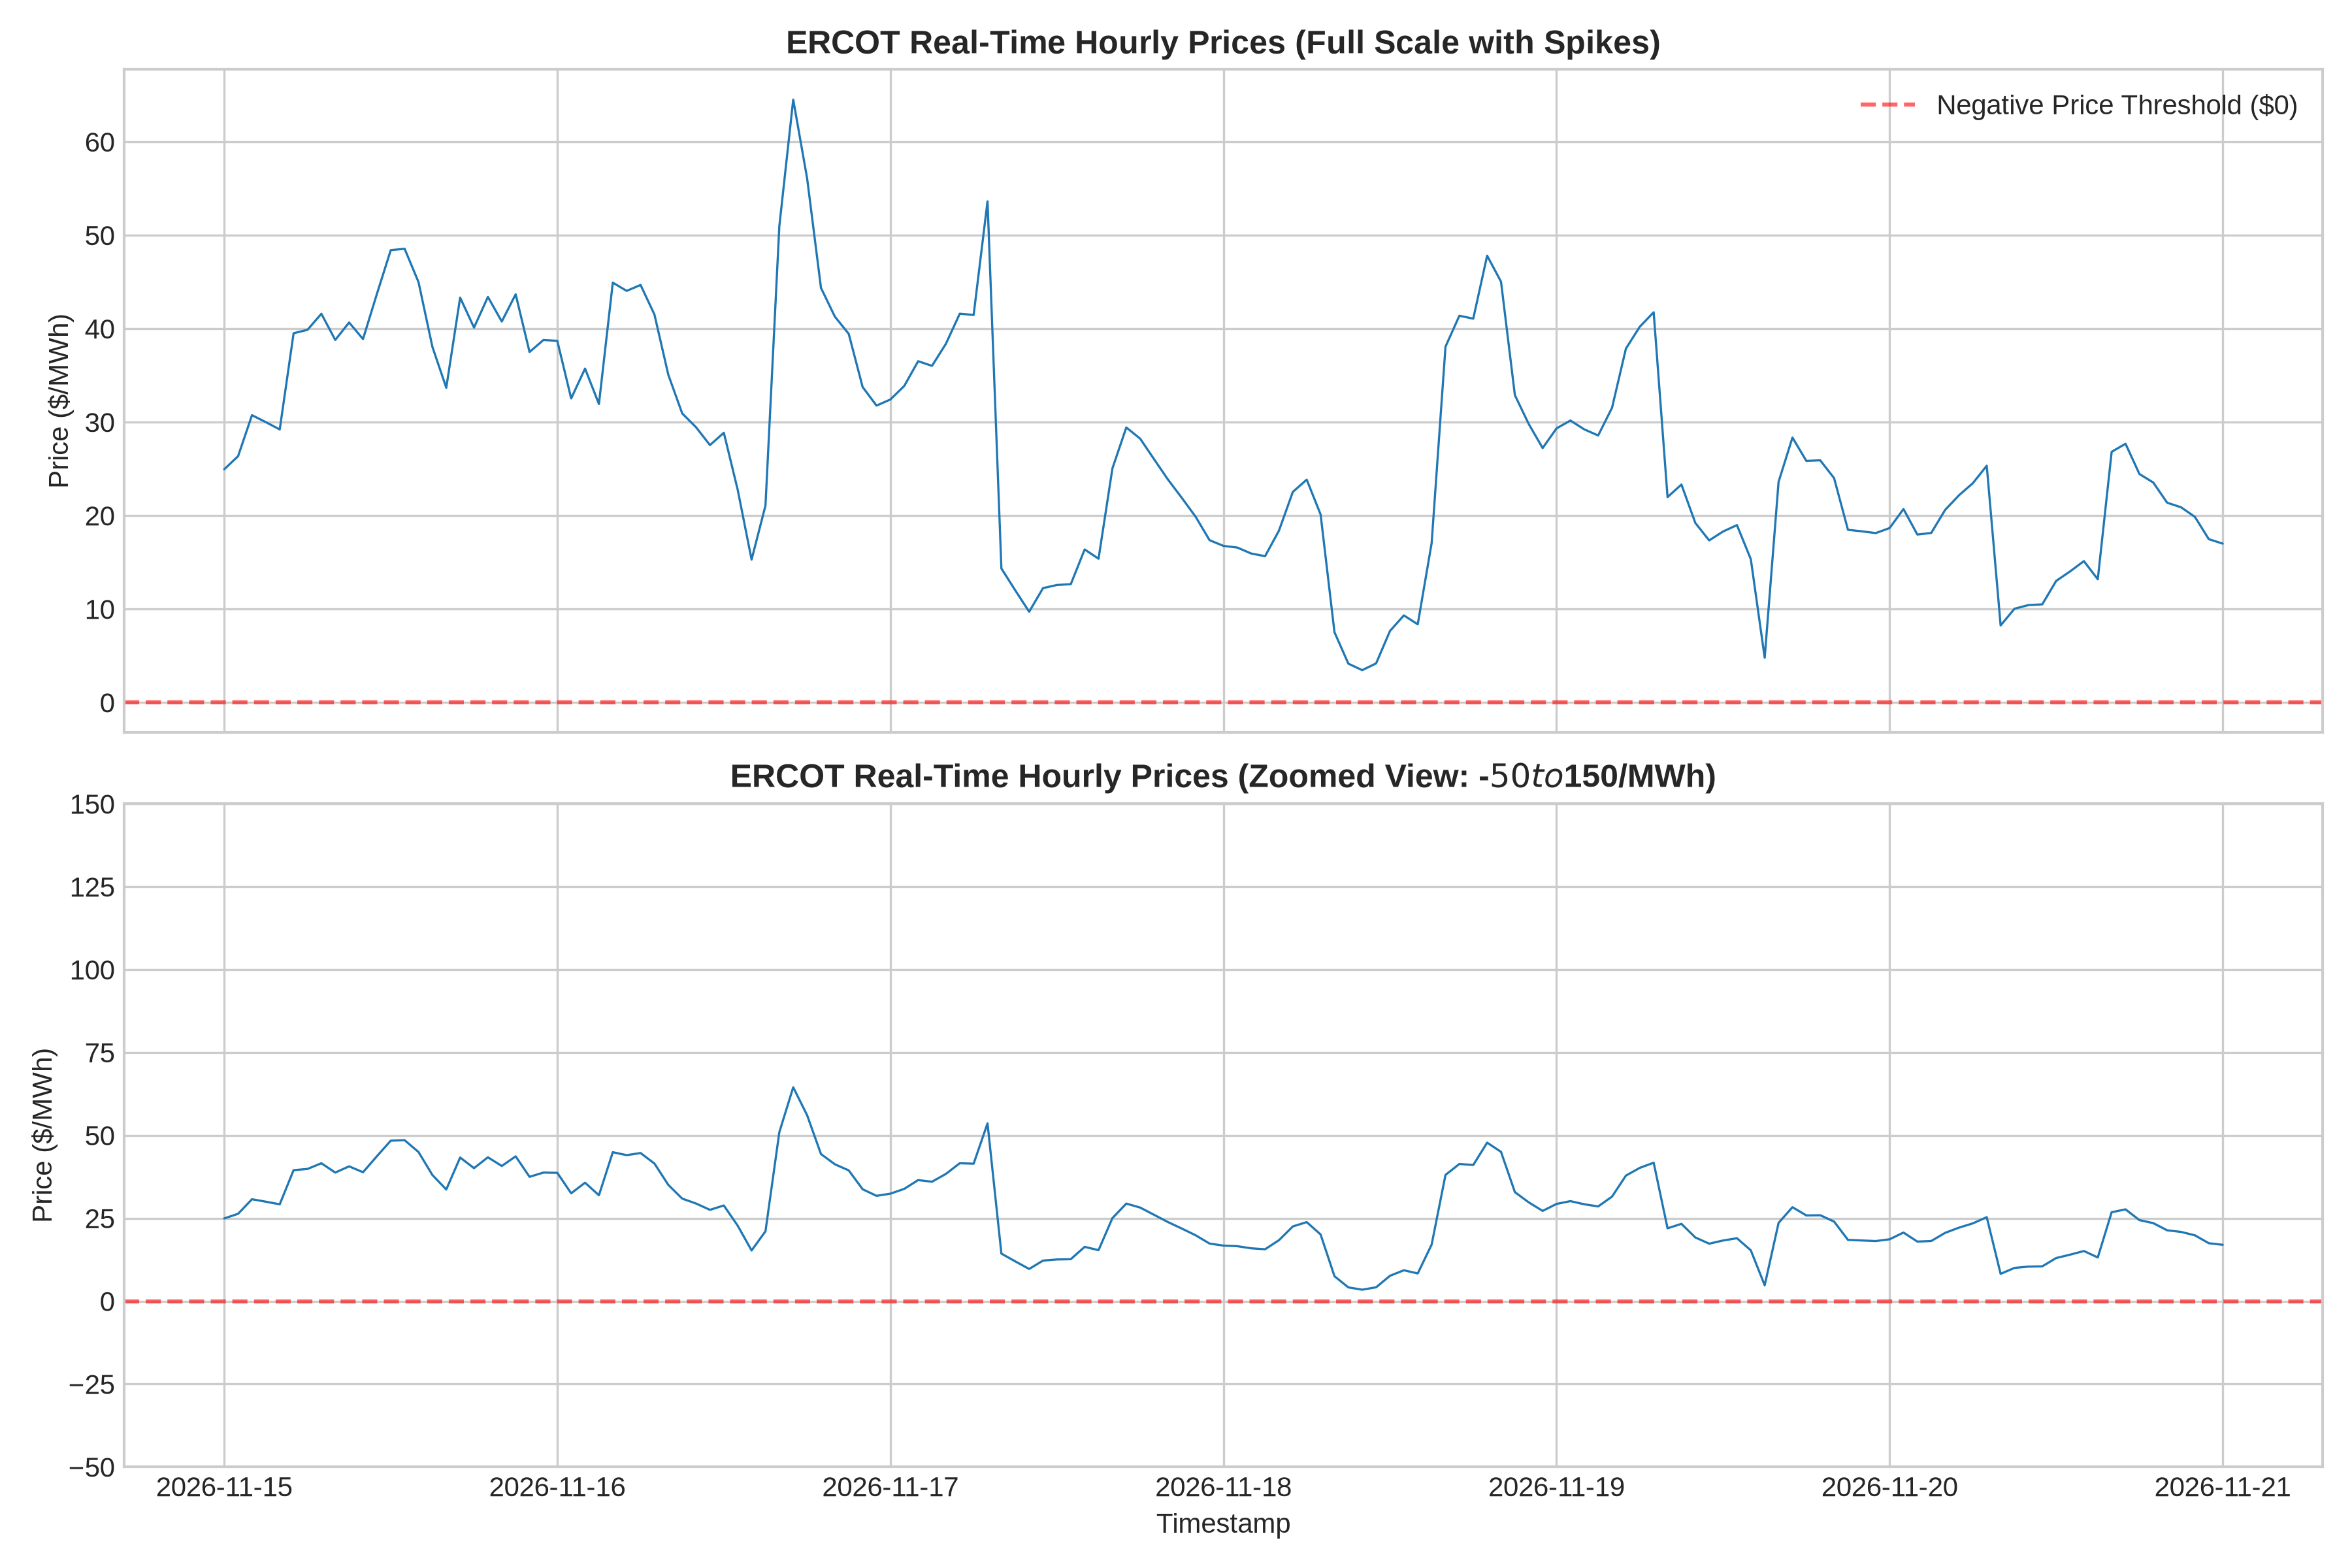 ERCOT Real-Time Hourly Prices (Full Scale with Spikes)
Negative Price Threshold ($0)
Price ($/MWh)
60
50
40
30
20
10
0
ERCOT Real-Time Hourly Prices (Zoomed View: -50to150/MWh)
Price ($/MWh)
150
125
100
75
50
25
0
−25
−50
2026-11-15 2026-11-16 2026-11-17 2026-11-18 2026-11-19 2026-11-20 2026-11-21
Timestamp